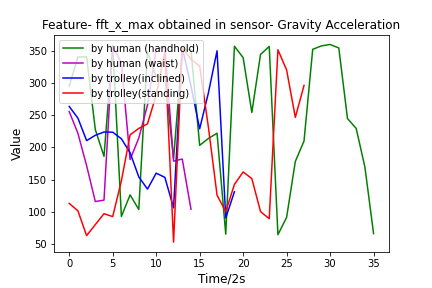 Feature- fft_x_max obtained in sensor- Gravity Acceleration
350
300
250
200
150
100
50
Value
by human (handhold)
by human (waist)
by trolley(inclined)
by trolley(standing)
0 5 10 15 20 25 30 35
Time/2s